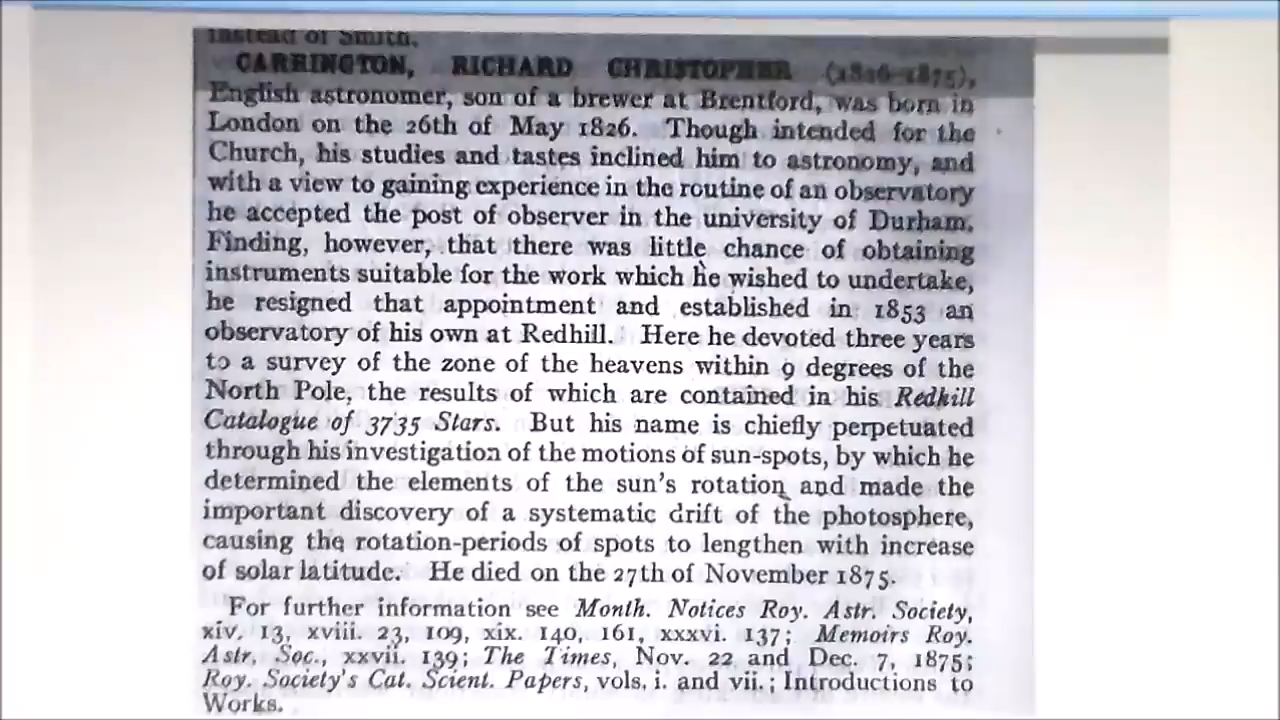 instead of Smith.
CARRINGTON, RICHARD CHRISTOPHER (1826-1875),
English astronomer, son of a brewer at Brentford, was born in
London on the 26th of May 1826. Though intended for the
Church, his studies and tastes inclined him to astronomy, and
with a view to gaining experience in the routine of an observatory
he accepted the post of observer in the university of Durham.
Finding, however, that there was little chance of obtaining
instruments suitable for the work which he wished to undertake,
he resigned that appointment and established in 1853 an
observatory of his own at Redhill. Here he devoted three years
to a survey of the zone of the heavens within 9 degrees of the
North Pole, the results of which are contained in his Redhill
Catalogue of 3735 Stars. But his name is chiefly perpetuated
through his investigation of the motions of sun-spots, by which he
determined the elements of the sun's rotation and made the
important discovery of a systematic drift of the photosphere,
causing the rotation-periods of spots to lengthen with increase
of solar latitude. He died on the 27th of November 1875.
For further information see Month. Notices Roy. Astr. Society,
xiv. 13, xviii. 23, 109, xix. 140, 161, xxxvi. 137; Memoirs Roy.
Astr. Soc., xxvii. 139; The Times, Nov. 22 and Dec. 7, 1875;
Roy. Society's Cat. Scient. Papers, vols. i. and vii.; Introductions to
Works.